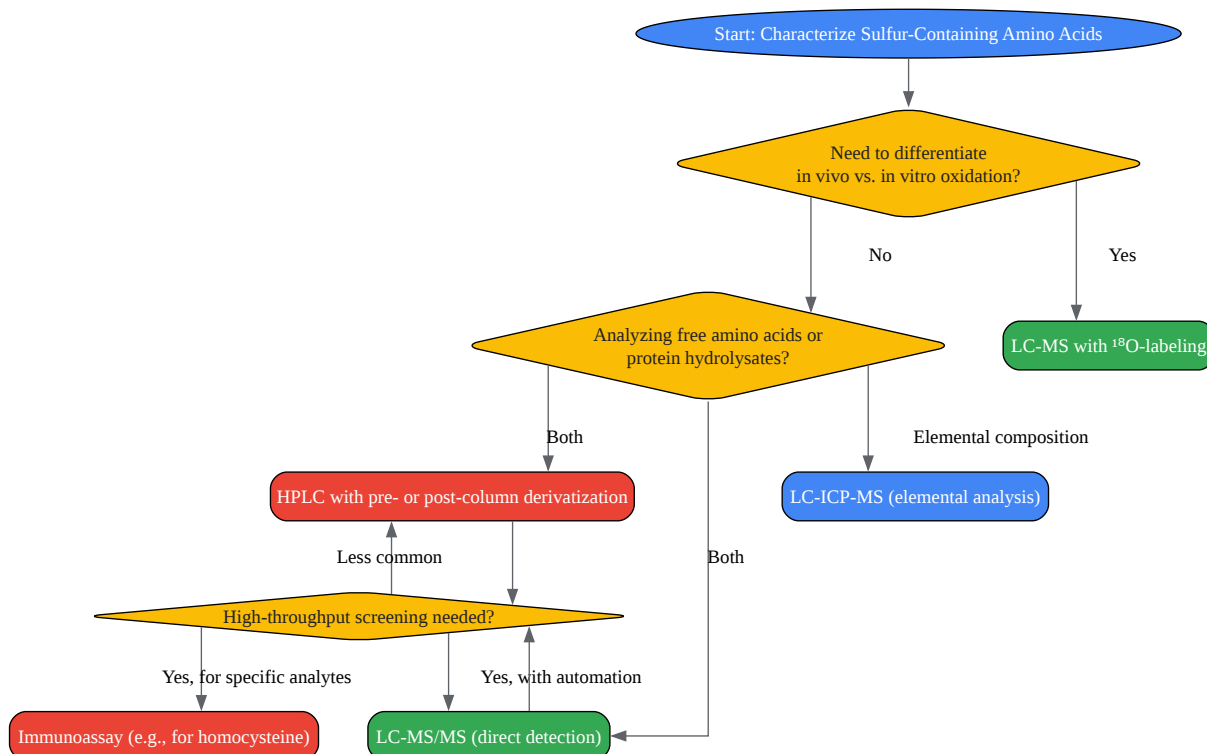 Start: Characterize Sulfur-Containing Amino Acids
Need to differentiate
in vivo vs. in vitro oxidation?
No
Yes
Analyzing free amino acids or
protein hydrolysates?
LC-MS with ¹⁸O-labeling
Both
Elemental composition
HPLC with pre- or post-column derivatization
LC-ICP-MS (elemental analysis)
Less common
Both
High-throughput screening needed?
Yes, for specific analytes
Yes, with automation
Immunoassay (e.g., for homocysteine)
LC-MS/MS (direct detection)